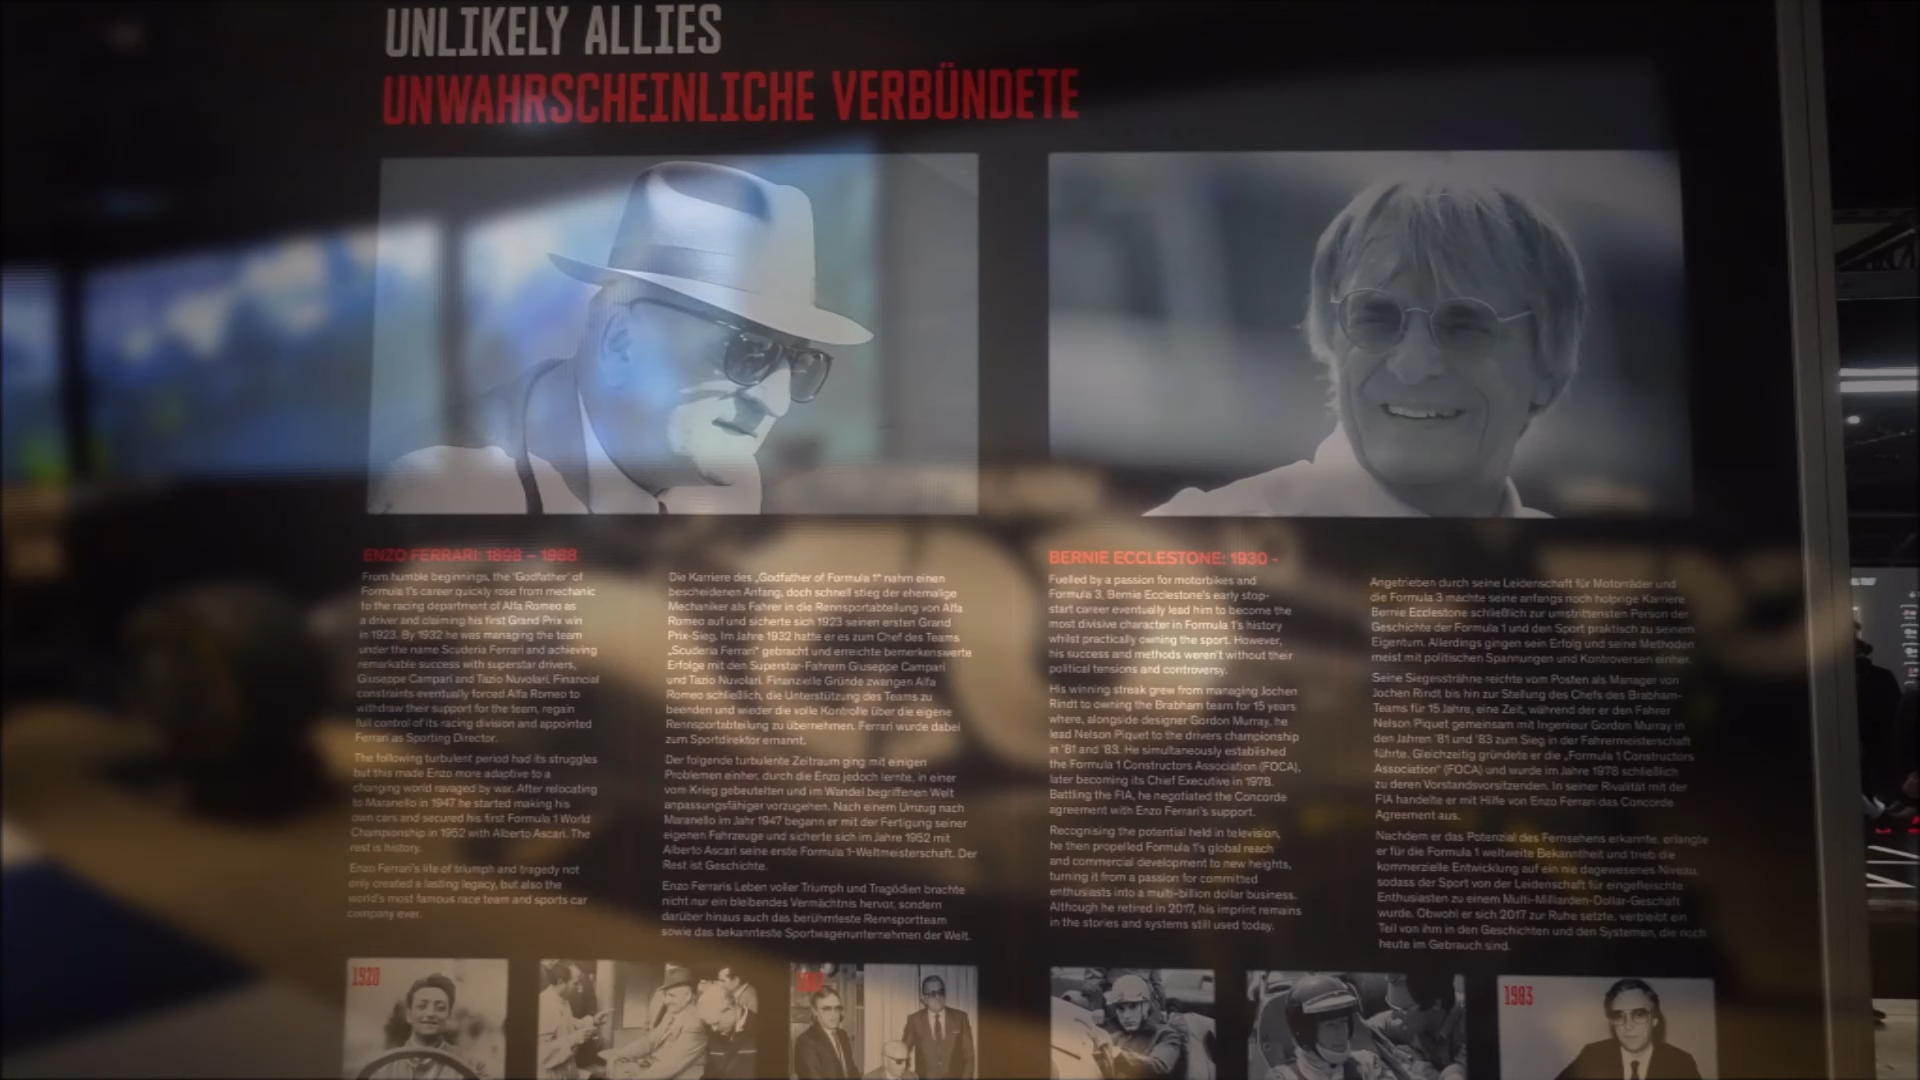 UNLIKELY ALLIES
UNWAHRSCHEINLICHE VERBÜNDETE
ENZO FERRARI: 1898 – 1988
From humble beginnings, the 'Godfather' of
Formula 1's career quickly rose from mechanic
to the racing department of Alfa Romeo as
a driver and claiming his first Grand Prix win
in 1923. By 1932 he was managing the team
under the name Scuderia Ferrari and achieving
remarkable success with superstar drivers,
Giuseppe Campari and Tazio Nuvolari. Financial
constraints eventually forced Alfa Romeo to
withdraw their support for the team, regain
full control of its racing division and appointed
Ferrari as Sporting Director.
The following turbulent period had its struggles
but this made Enzo more adaptive to a
changing world ravaged by war. After relocating
to Maranello in 1947 he started making his
own cars and secured his first Formula 1 World
Championship in 1952 with Alberto Ascari. The
rest is history.
Enzo Ferrari's life of triumph and tragedy not
only created a lasting legacy, but also the
world's most famous race team and sports car
company ever.
Die Karriere des „Godfather of Formula 1" nahm einen
bescheidenen Anfang, doch schnell stieg der ehemalige
Mechaniker als Fahrer in die Rennsportabteilung von Alfa
Romeo auf und sicherte sich 1923 seinen ersten Grand
Prix-Sieg. Im Jahre 1932 hatte er es zum Chef des Teams
„Scuderia Ferrari" gebracht und erreichte bemerkenswerte
Erfolge mit den Superstar-Fahrern Giuseppe Campari
und Tazio Nuvolari. Finanzielle Gründe zwangen Alfa
Romeo schließlich, die Unterstützung des Teams zu
beenden und wieder die volle Kontrolle über die eigene
Rennsportabteilung zu übernehmen. Ferrari wurde dabei
zum Sportdirektor ernannt.
Der folgende turbulente Zeitraum ging mit einigen
Problemen einher, durch die Enzo jedoch lernte, in einer
vom Krieg gebeutelten und im Wandel begriffenen Welt
anpassungsfähiger vorzugehen. Nach einem Umzug nach
Maranello im Jahr 1947 begann er mit der Fertigung seiner
eigenen Fahrzeuge und sicherte sich im Jahre 1952 mit
Alberto Ascari seine erste Formula 1-Weltmeisterschaft. Der
Rest ist Geschichte.
Enzo Ferraris Leben voller Triumph und Tragödien brachte
nicht nur ein bleibendes Vermächtnis hervor, sondern
darüber hinaus auch das berühmteste Rennsportteam
sowie das bekannteste Sportwagenunternehmen der Welt.
BERNIE ECCLESTONE: 1930 -
Fuelled by a passion for motorbikes and
Formula 3, Bernie Ecclestone's early stop-
start career eventually lead him to become the
most divisive character in Formula 1's history
whilst practically owning the sport. However,
his success and methods weren't without their
political tensions and controversy.
His winning streak grew from managing Jochen
Rindt to owning the Brabham team for 15 years
where, alongside designer Gordon Murray, he
lead Nelson Piquet to the drivers championship
in '81 and '83. He simultaneously established
the Formula 1 Constructors Association (FOCA),
later becoming its Chief Executive in 1978.
Battling the FIA, he negotiated the Concorde
agreement with Enzo Ferrari's support.
Recognising the potential held in television,
he then propelled Formula 1's global reach
and commercial development to new heights,
turning it from a passion for committed
enthusiasts into a multi-billion dollar business.
Although he retired in 2017, his imprint remains
in the stories and systems still used today.
Angetrieben durch seine Leidenschaft für Motorräder und
die Formula 3 machte seine anfangs noch holprige Karriere
Bernie Ecclestone schließlich zur umstrittensten Person der
Geschichte der Formula 1 und den Sport praktisch zu seinem
Eigentum. Allerdings gingen sein Erfolg und seine Methoden
meist mit politischen Spannungen und Kontroversen einher.
Seine Siegessträhne reichte vom Posten als Manager von
Jochen Rindt bis hin zur Stellung des Chefs des Brabham-
Teams für 15 Jahre, eine Zeit, während der er den Fahrer
Nelson Piquet gemeinsam mit Ingenieur Gordon Murray in
den Jahren '81 und '83 zum Sieg in der Fahrermeisterschaft
führte. Gleichzeitig gründete er die „Formula 1 Constructors
Association" (FOCA) und wurde im Jahre 1978 schließlich
zu deren Vorstandsvorsitzenden. In seiner Rivalität mit der
FIA handelte er mit Hilfe von Enzo Ferrari das Concorde
Agreement aus.
Nachdem er das Potenzial des Fernsehens erkannte, erlangte
er für die Formula 1 weltweite Bekanntheit und trieb die
kommerzielle Entwicklung auf ein nie dagewesenes Niveau,
sodass der Sport von der Leidenschaft für eingefleischte
Enthusiasten zu einem Multi-Milliarden-Dollar-Geschäft
wurde. Obwohl er sich 2017 zur Ruhe setzte, verbleibt ein
Teil von ihm in den Geschichten und den Systemen, die noch
heute im Gebrauch sind.
1920
1983